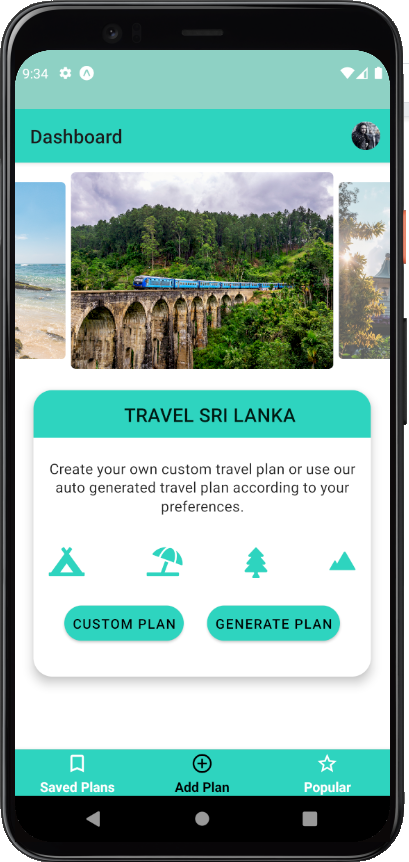 9:34
Dashboard
TRAVEL SRI LANKA
Create your own custom travel plan or use our
auto generated travel plan according to your
preferences.
CUSTOM PLAN GENERATE PLAN
Saved Plans Add Plan Popular